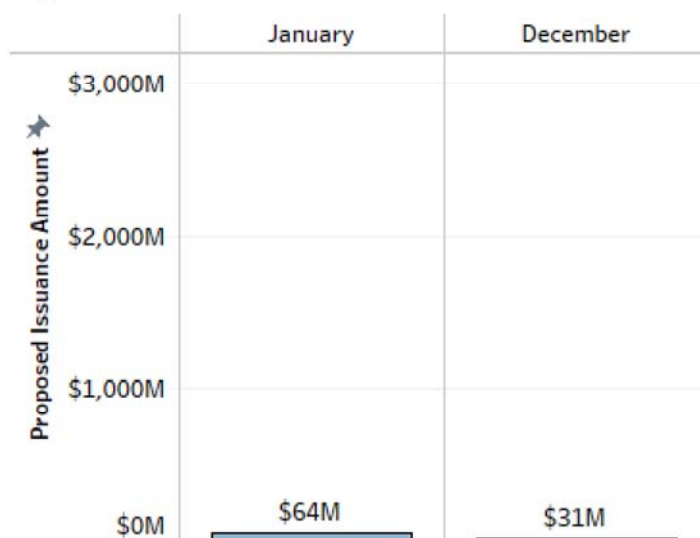 January December
$3,000M
Proposed Issuance Amount
$2,000M
$1,000M
$64M
$31M
$0M